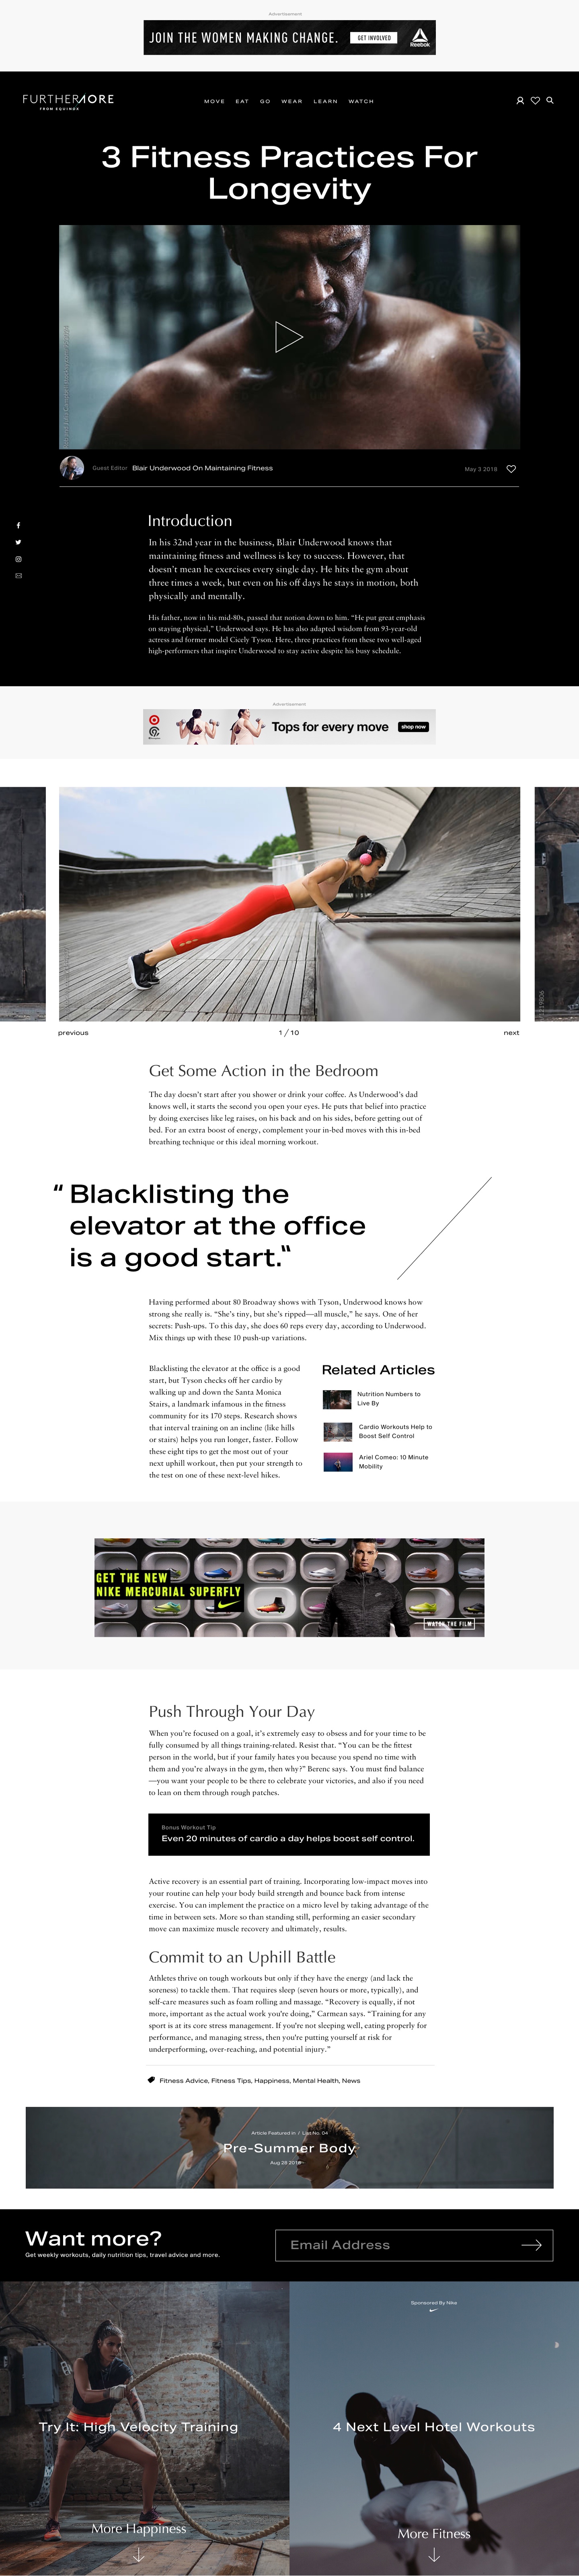 Advertisement
JOIN THE WOMEN MAKING CHANGE.
GET INVOLVED
Reebok
FURTHERMORE
FROM EQUINOX
MOVE EAT GO WEAR LEARN WATCH
3 Fitness Practices For
Longevity
Guest Editor Blair Underwood On Maintaining Fitness
May 3 2018
Introduction
In his 32nd year in the business, Blair Underwood knows that
maintaining fitness and wellness is key to success. However, that
doesn't mean he exercises every single day. He hits the gym about
three times a week, but even on his off days he stays in motion, both
physically and mentally.
His father, now in his mid-80s, passed that notion down to him. “He put great emphasis
on staying physical,” Underwood says. He has also adapted wisdom from 93-year-old
actress and former model Cicely Tyson. Here, three practices from these two well-aged
high-performers that inspire Underwood to stay active despite his busy schedule.
Advertisement
Tops for every move
shop now
previous
1 / 10
next
Get Some Action in the Bedroom
The day doesn’t start after you shower or drink your coffee. As Underwood’s dad
knows well, it starts the second you open your eyes. He puts that belief into practice
by doing exercises like leg raises, on his back and on his sides, before getting out of
bed. For an extra boost of energy, complement your in-bed moves with this in-bed
breathing technique or this ideal morning workout.
“ Blacklisting the
elevator at the office
is a good start.“
Having performed about 80 Broadway shows with Tyson, Underwood knows how
strong she really is. “She’s tiny, but she’s ripped—all muscle,” he says. One of her
secrets: Push-ups. To this day, she does 60 reps every day, according to Underwood.
Mix things up with these 10 push-up variations.
Blacklisting the elevator at the office is a good
start, but Tyson checks off her cardio by
walking up and down the Santa Monica
Stairs, a landmark infamous in the fitness
community for its 170 steps. Research shows
that interval training on an incline (like hills
or stairs) helps you run longer, faster. Follow
these eight tips to get the most out of your
next uphill workout, then put your strength to
the test on one of these next-level hikes.
Related Articles
Nutrition Numbers to
Live By
Cardio Workouts Help to
Boost Self Control
Ariel Comeo: 10 Minute
Mobility
GET THE NEW
NIKE MERCURIAL SUPERFLY
WATCH THE FILM
Push Through Your Day
When you’re focused on a goal, it’s extremely easy to obsess and for your time to be
fully consumed by all things training-related. Resist that. “You can be the fittest
person in the world, but if your family hates you because you spend no time with
them and you’re always in the gym, then why?” Berenc says. You must find balance
—you want your people to be there to celebrate your victories, and also if you need
to lean on them through rough patches.
Bonus Workout Tip
Even 20 minutes of cardio a day helps boost self control.
Active recovery is an essential part of training. Incorporating low-impact moves into
your routine can help your body build strength and bounce back from intense
exercise. You can implement the practice on a micro level by taking advantage of the
time in between sets. More so than standing still, performing an easier secondary
move can maximize muscle recovery and ultimately, results.
Commit to an Uphill Battle
Athletes thrive on tough workouts but only if they have the energy (and lack the
soreness) to tackle them. That requires sleep (seven hours or more, typically), and
self-care measures such as foam rolling and massage. “Recovery is equally, if not
more, important as the actual work you’re doing,” Carmean says. “Training for any
sport is at its core stress management. If you’re not sleeping well, eating properly for
performance, and managing stress, then you’re putting yourself at risk for
underperforming, over-reaching, and potential injury.”
Fitness Advice, Fitness Tips, Happiness, Mental Health, News
Article Featured in / List No. 04
Pre-Summer Body
Aug 23 2018
Want more?
Get weekly workouts, daily nutrition tips, travel advice and more.
Email Address
Sponsored By Nike
Try It: High Velocity Training
4 Next Level Hotel Workouts
More Happiness
More Fitness